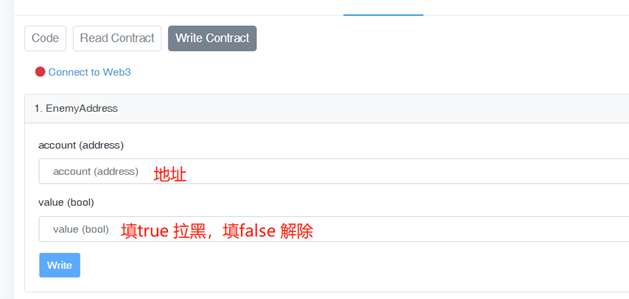 Code Read Contract Write Contract
Connect to Web3
1. EnemyAddress
account (address)
account (address) 地址
value (bool)
value (bool) 填true 拉黑，填false 解除
Write